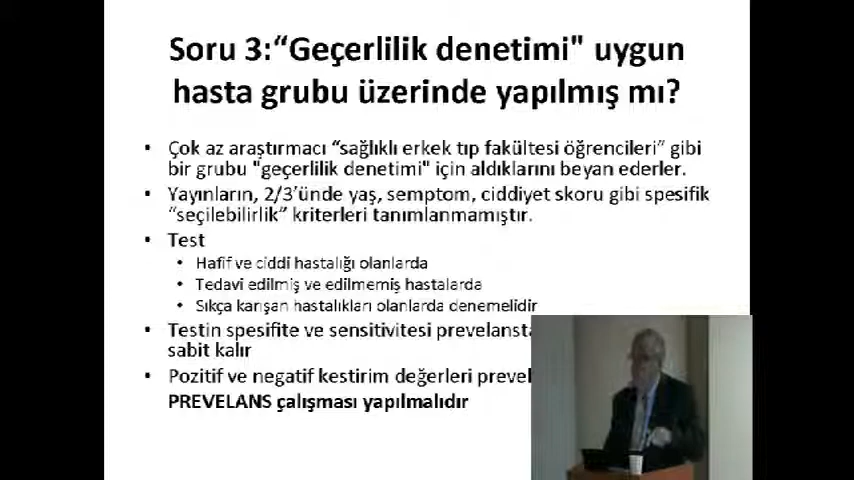 Soru 3:“Geçerlilik denetimi" uygun
hasta grubu üzerinde yapılmış mı?
• Çok az araştırmacı “sağlıklı erkek tıp fakültesi öğrencileri” gibi
bir grubu "geçerlilik denetimi" için aldıklarını beyan ederler.
• Yayınların, 2/3’ünde yaş, semptom, ciddiyet skoru gibi spesifik
“seçilebilirlik” kriterleri tanımlanmamıştır.
• Test
• Hafif ve ciddi hastalığı olanlarda
• Tedavi edilmiş ve edilmemiş hastalarda
• Sıkça karışan hastalıkları olanlarda denemelidir
• Testin spesifite ve sensitivitesi
sabit kalır
• Pozitif ve negatif kestirim değerleri
PREVELANS çalışması yapılmalıdır